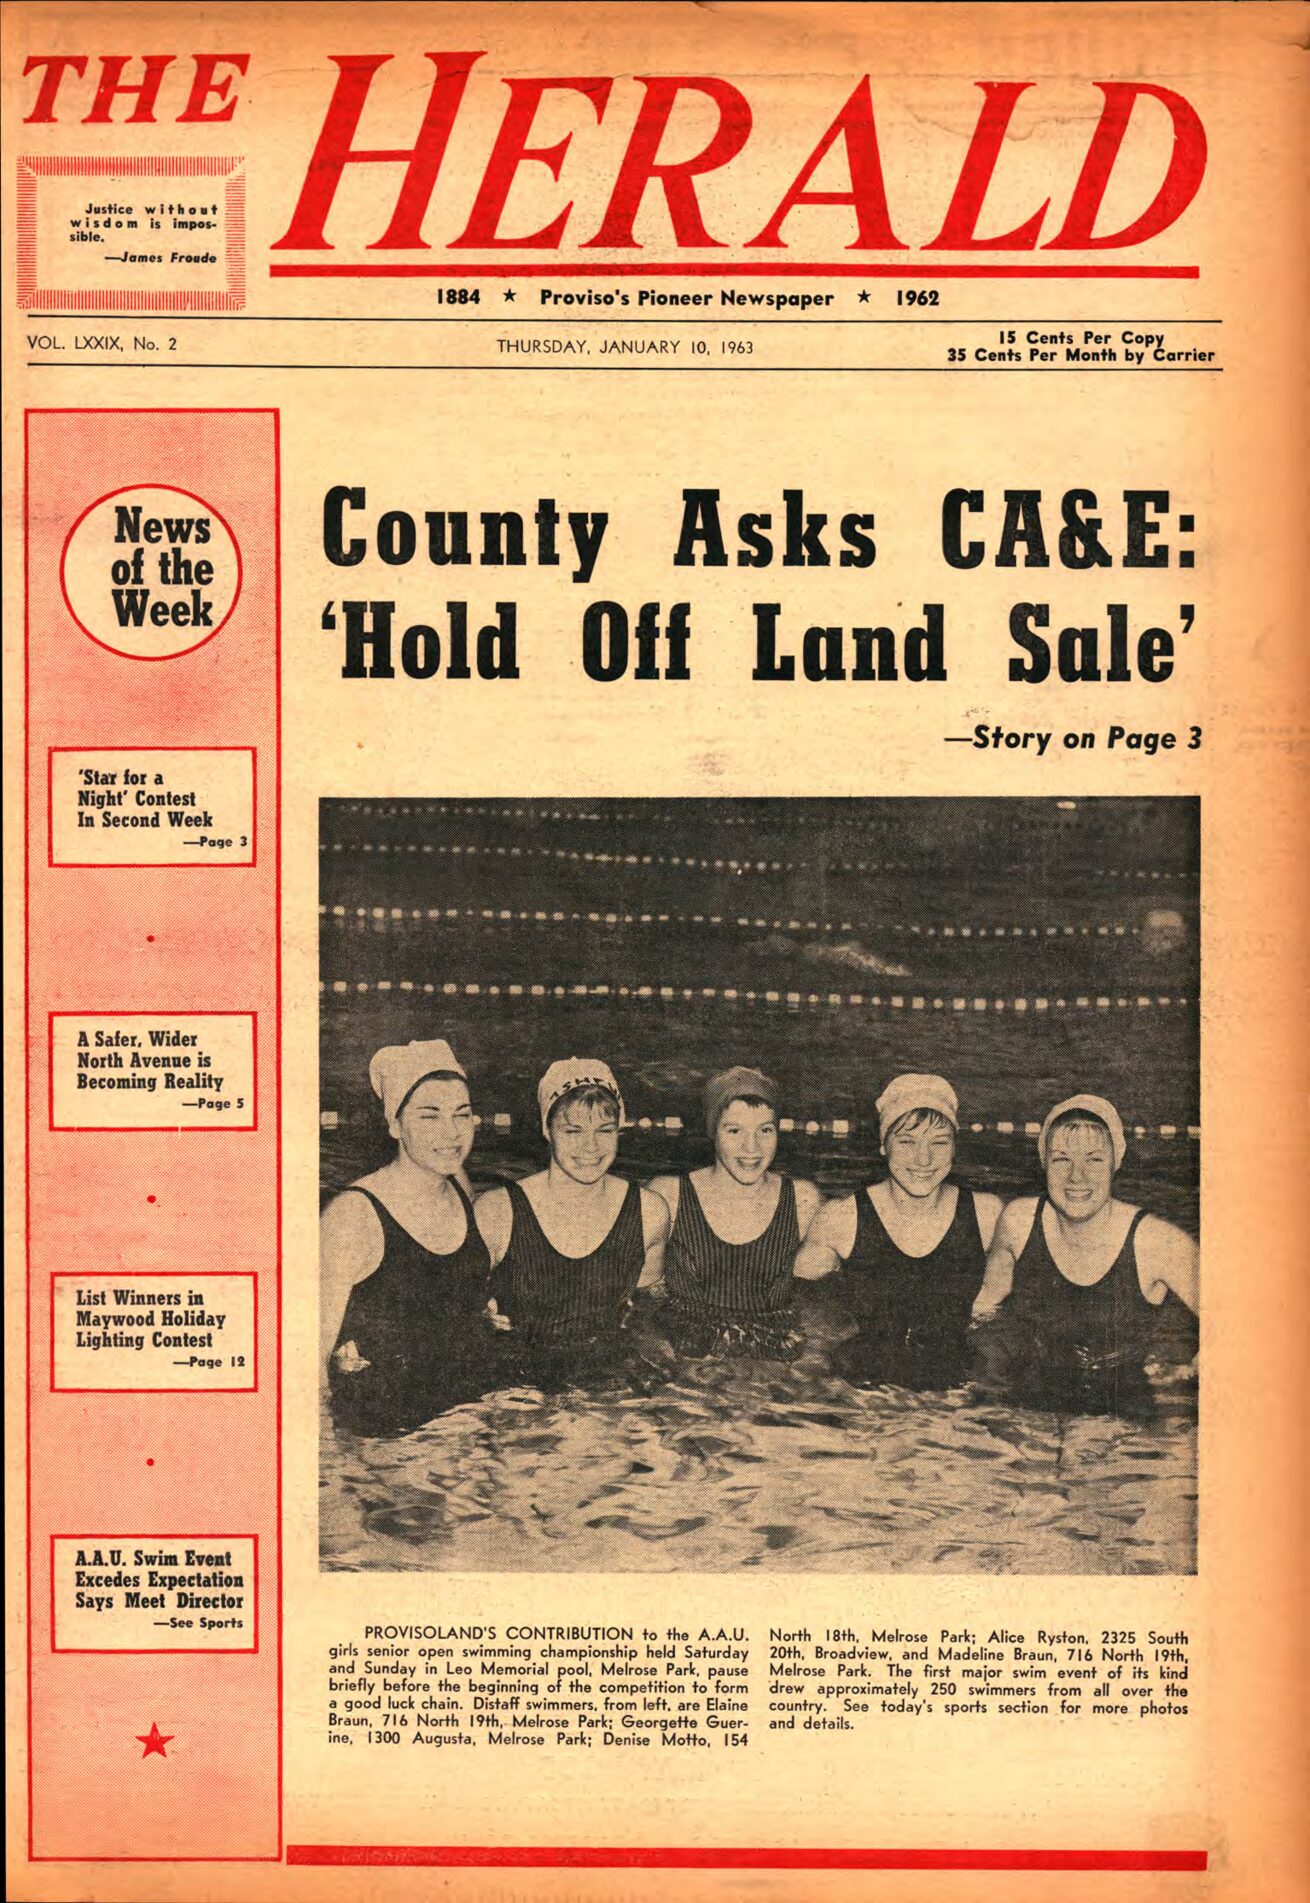 THE HERALD
Justice without
wisdom is impos-
sible.
—James Froude
1884 ★ Proviso's Pioneer Newspaper ★ 1962
VOL. LXXIX, No. 2
THURSDAY, JANUARY 10, 1963
15 Cents Per Copy
35 Cents Per Month by Carrier
News
of the
Week
'Star for a
Night' Contest
In Second Week
—Page 3
A Safer, Wider
North Avenue is
Becoming Reality
—Page 5
List Winners in
Maywood Holiday
Lighting Contest
—Page 12
A.A.U. Swim Event
Excedes Expectation
Says Meet Director
—See Sports
County Asks CA&E:
'Hold Off Land Sale'
—Story on Page 3
PROVISOLAND'S CONTRIBUTION to the A.A.U.
girls senior open swimming championship held Saturday
and Sunday in Leo Memorial pool, Melrose Park, pause
briefly before the beginning of the competition to form
a good luck chain. Distaff swimmers, from left, are Elaine
Braun, 716 North 19th, Melrose Park; Georgette Guer-
ine, 1300 Augusta, Melrose Park; Denise Motto, 154
North 18th, Melrose Park; Alice Ryston, 2325 South
20th, Broadview, and Madeline Braun, 716 North 19th,
Melrose Park. The first major swim event of its kind
drew approximately 250 swimmers from all over the
country. See today's sports section for more photos
and details.